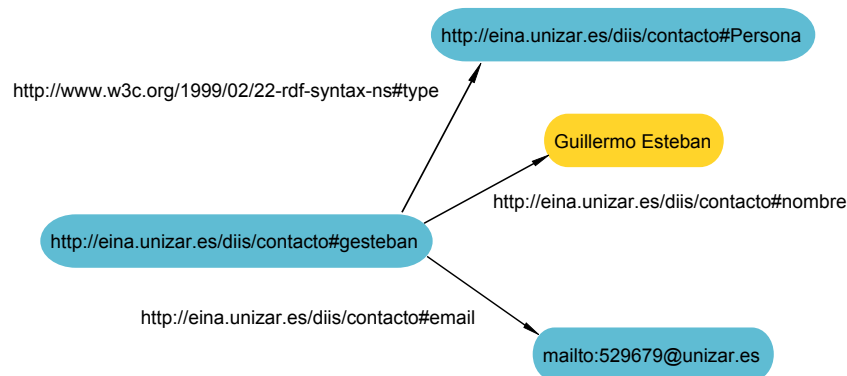 http://eina.unizar.es/diis/contacto#Persona
http://www.w3c.org/1999/02/22-rdf-syntax-ns#type
Guillermo Esteban
http://eina.unizar.es/diis/contacto#nombre
http://eina.unizar.es/diis/contacto#gesteban
http://eina.unizar.es/diis/contacto#email
mailto:529679@unizar.es